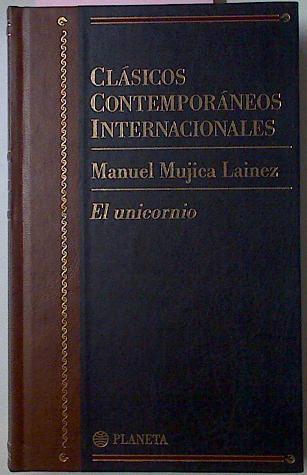 CLÁSICOS
CONTEMPORÁNEOS
INTERNACIONALES
Manuel Mujica Lainez
El unicornio
PLANETA